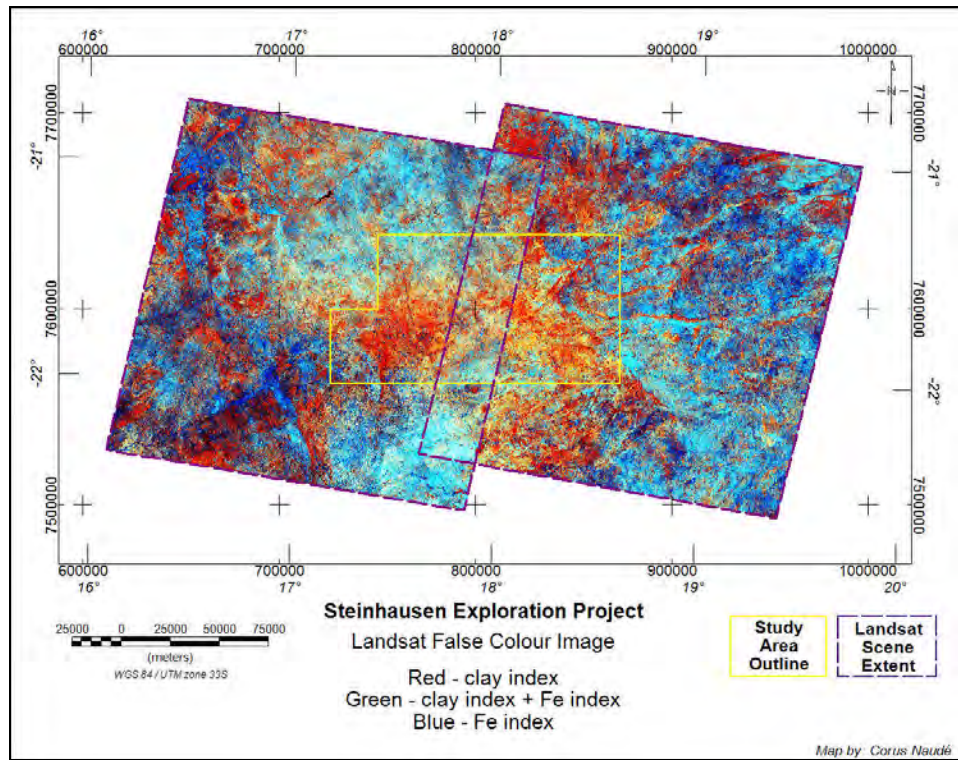 16° 17° 18° 19°
600000 700000 800000 900000 1000000
N
7700000 7700000
-21° -21°
7600000 7600000
-22° -22°
7500000 7500000
600000 700000 800000 900000 1000000
16° 17° 18° 19° 20°
Steinhausen Exploration Project
Landsat False Colour Image
Red - clay index
Green - clay index + Fe index
Blue - Fe index
25000 0 25000 50000 75000
(meters)
WGS 84 / UTM zone 33S
Study
Area
Outline
Landsat
Scene
Extent
Map by: Corus Naudé